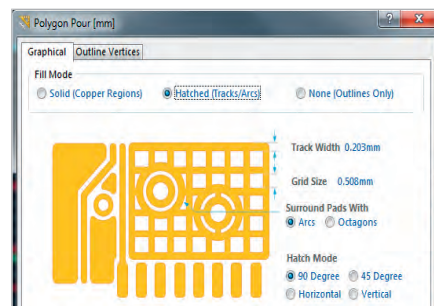 Polygon Pour [mm]
Graphical Outline Vertices
Fill Mode
Solid (Copper Regions) Hatched (Tracks/Arcs) None (Outlines Only)
Track Width 0.203mm
Grid Size 0.508mm
Surround Pads With
Arcs Octagons
Hatch Mode
90 Degree 45 Degree
Horizontal Vertical